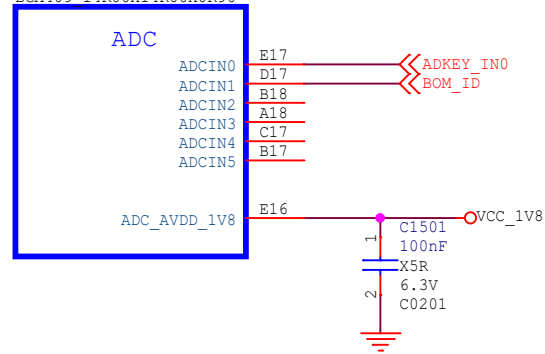 ADC
ADCIN0 E17 ADKEY_IN0
ADCIN1 D17 BOM_ID
ADCIN2 B18
ADCIN3 A18
ADCIN4 C17
ADCIN5 B17
ADC_AVDD_1V8 E16 VCC_1V8
C1501
1 100nF
X5R
6.3V
2 C0201